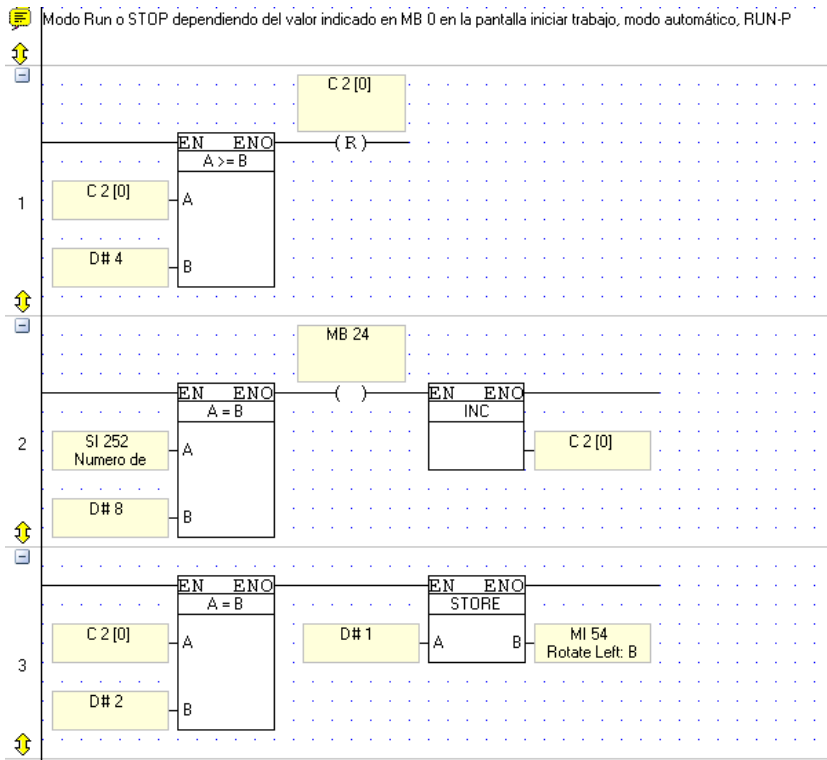 Modo Run o STOP dependiendo del valor indicado en MB 0 en la pantalla iniciar trabajo, modo automático, RUN-P
C 2 [0]
EN ENO
( R )
A >= B
C 2 [0]
A
1
D# 4
B
MB 24
EN ENO
( )
EN ENO
A = B
INC
2
SI 252
Numero de
A
C 2 [0]
D# 8
B
EN ENO
EN ENO
A = B
STORE
C 2 [0]
A
D# 1
A
B
MI 54
Rotate Left: B
3
D# 2
B